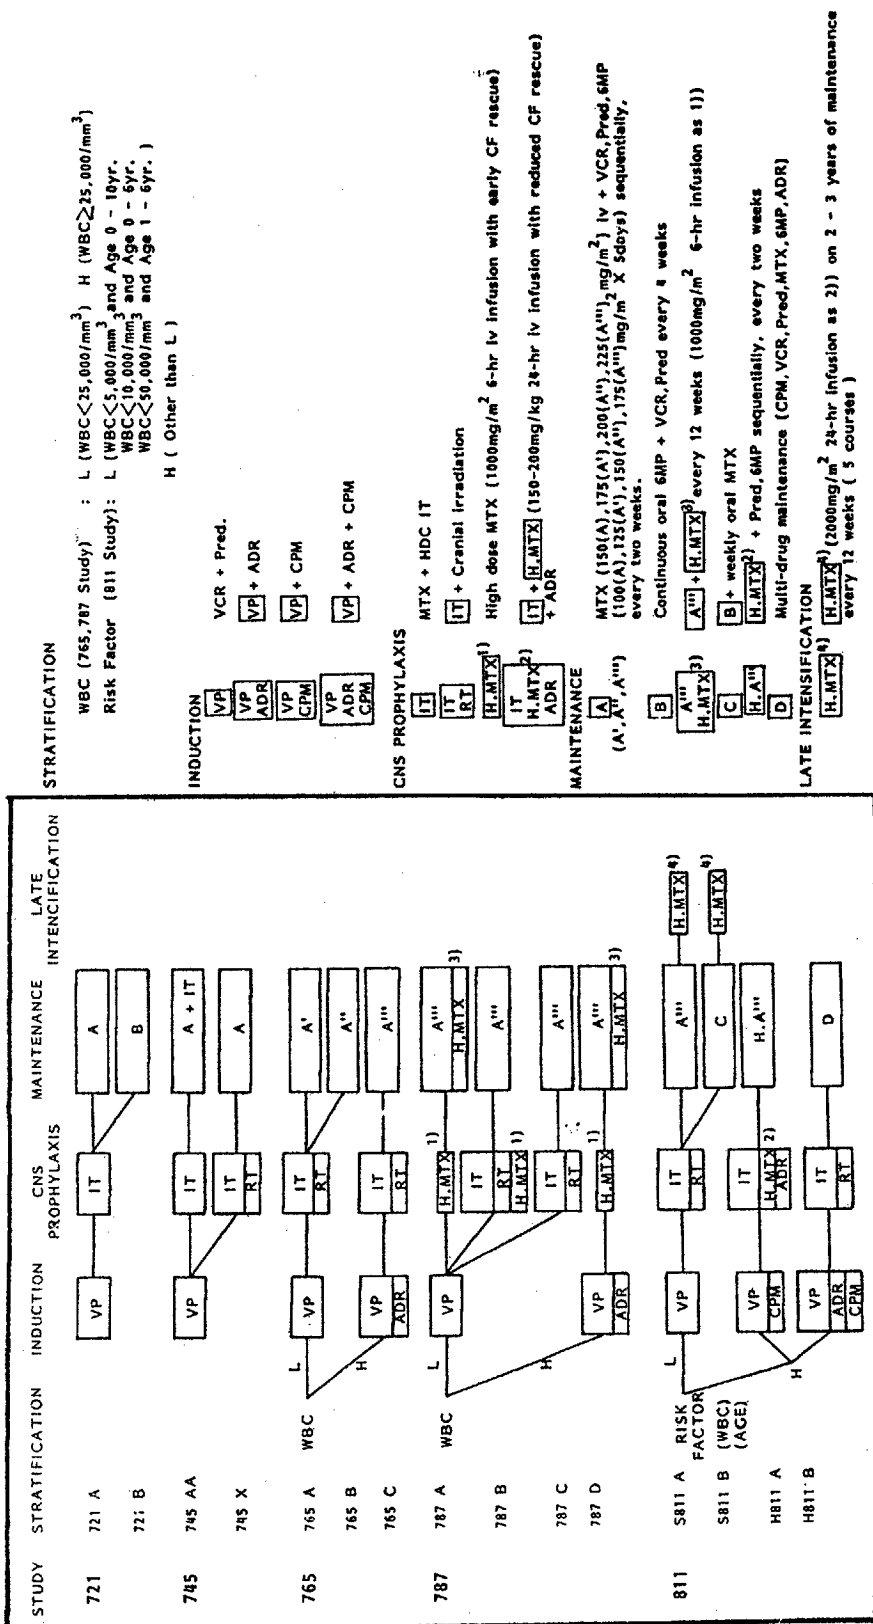 STUDY STRATIFICATION INDUCTION CNS PROPHYLAXIS MAINTENANCE LATE INTENCIFICATION
721 721 A VP IT A
721 B B
745 745 AA VP IT A + IT
745 X IT RT A
765 765 A WBC L VP IT RT A'
765 B A''
765 C H VP ADR IT RT A'''
787 787 A WBC L VP H.MTX 1) A''' H.MTX 3)
787 B IT RT H.MTX 1) A'''
787 C IT RT A'''
787 D H VP ADR H.MTX 1) A''' H.MTX 3)
811 S811 A RISK FACTOR L VP IT RT A''' H.MTX 4)
S811 B (WBC) (AGE) C H.MTX 4)
H811 A H VP CPM IT H.MTX 2) ADR H.A'''
H811 B VP ADR CPM IT RT D
STRATIFICATION
WBC (765,787 Study) : L (WBC<25,000/mm³) H (WBC≧25,000/mm³)
Risk Factor (811 Study): L (WBC<5,000/mm³ and Age 0 - 10yr.
WBC<10,000/mm³ and Age 0 - 6yr.
WBC<50,000/mm³ and Age 1 - 6yr. )
H ( Other than L )
INDUCTION
VP VCR + Pred.
VP ADR VP + ADR
VP CPM VP + CPM
VP ADR CPM VP + ADR + CPM
CNS PROPHYLAXIS
IT MTX + HDC IT
IT RT IT + Cranial irradiation
H.MTX 1) High dose MTX (1000mg/m² 6-hr iv infusion with early CF rescue)
IT H.MTX 2) ADR IT + H.MTX (150-200mg/kg 24-hr iv infusion with reduced CF rescue)
+ ADR
MAINTENANCE
A MTX (150(A),175(A'),200(A''),225(A''')mg/m²) iv + VCR,Pred,6MP
(A',A'',A''') (100(A),125(A'),150(A''),175(A''')mg/m² X 5days) sequentially,
every two weeks.
B Continuous oral 6MP + VCR,Pred every 4 weeks
A''' H.MTX 3) A''' + H.MTX 3) every 12 weeks (1000mg/m² 6-hr infusion as 1))
C B + weekly oral MTX
H.A''' H.MTX 2) + Pred,6MP sequentially, every two weeks
D Multi-drug maintenance (CPM,VCR,Pred,MTX,6MP,ADR)
LATE INTENSIFICATION
H.MTX 4) H.MTX 4) (2000mg/m² 24-hr infusion as 2)) on 2 - 3 years of maintenance
every 12 weeks ( 5 courses )